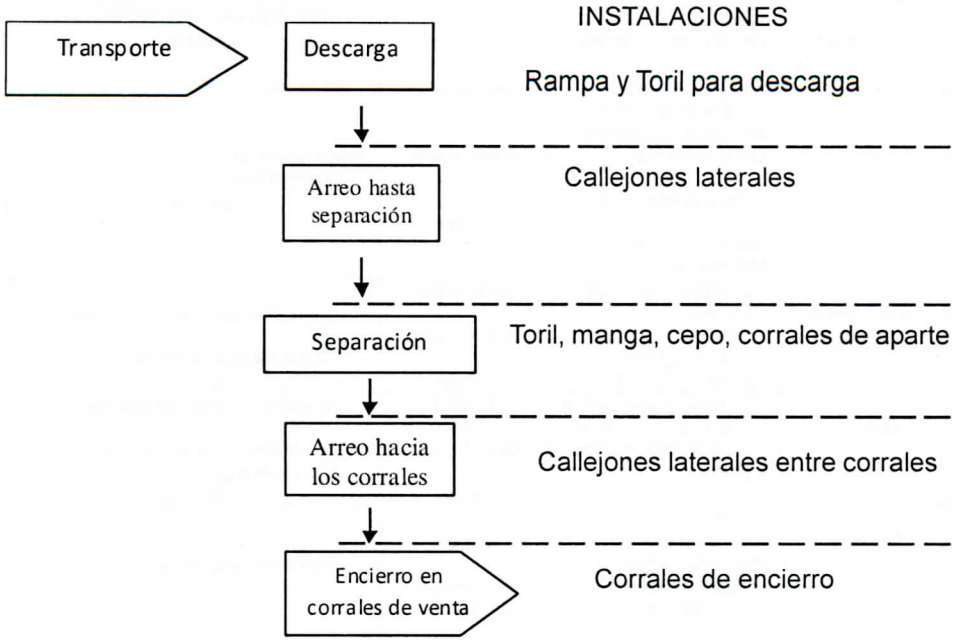 INSTALACIONES
Transporte
Descarga
Rampa y Toril para descarga
Arreo hasta
separación
Callejones laterales
Separación
Toril, manga, cepo, corrales de aparte
Arreo hacia
los corrales
Callejones laterales entre corrales
Encierro en
corrales de venta
Corrales de encierro